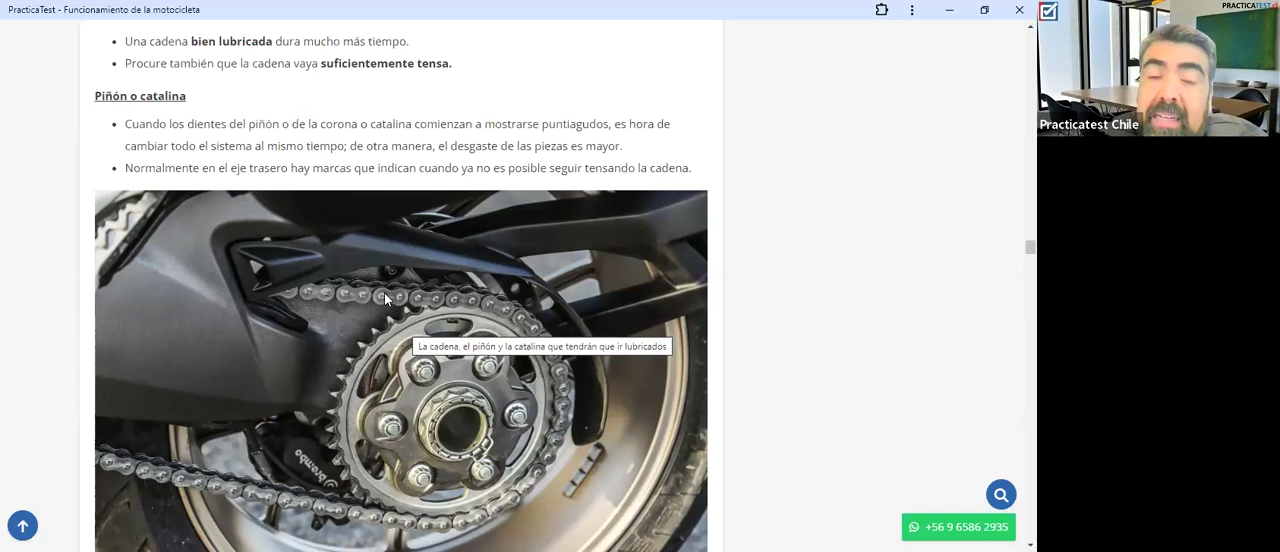 PracticaTest - Funcionamiento de la motocicleta
PRACTICATEST.cl
Una cadena bien lubricada dura mucho más tiempo.
Procure también que la cadena vaya suficientemente tensa.
Practicatest Chile
Piñón o catalina
Cuando los dientes del piñón o de la corona o catalina comienzan a mostrarse puntiagudos, es hora de
cambiar todo el sistema al mismo tiempo; de otra manera, el desgaste de las piezas es mayor.
Normalmente en el eje trasero hay marcas que indican cuando ya no es posible seguir tensando la cadena.
La cadena, el piñón y la catalina que tendrán que ir lubricados
brembo
+56 9 6586 2935